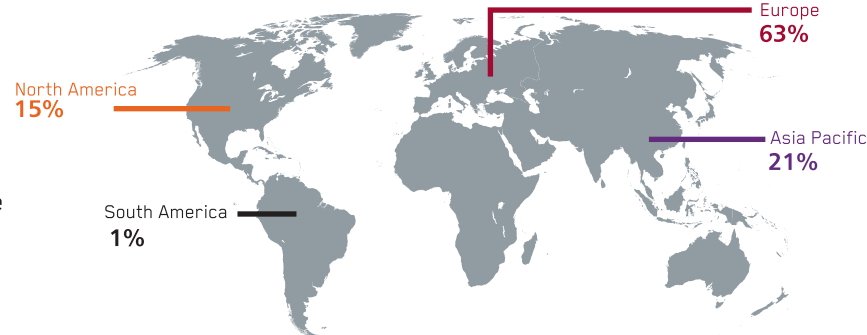 Europe
63%
North America
15%
Asia Pacific
21%
e
South America
1%